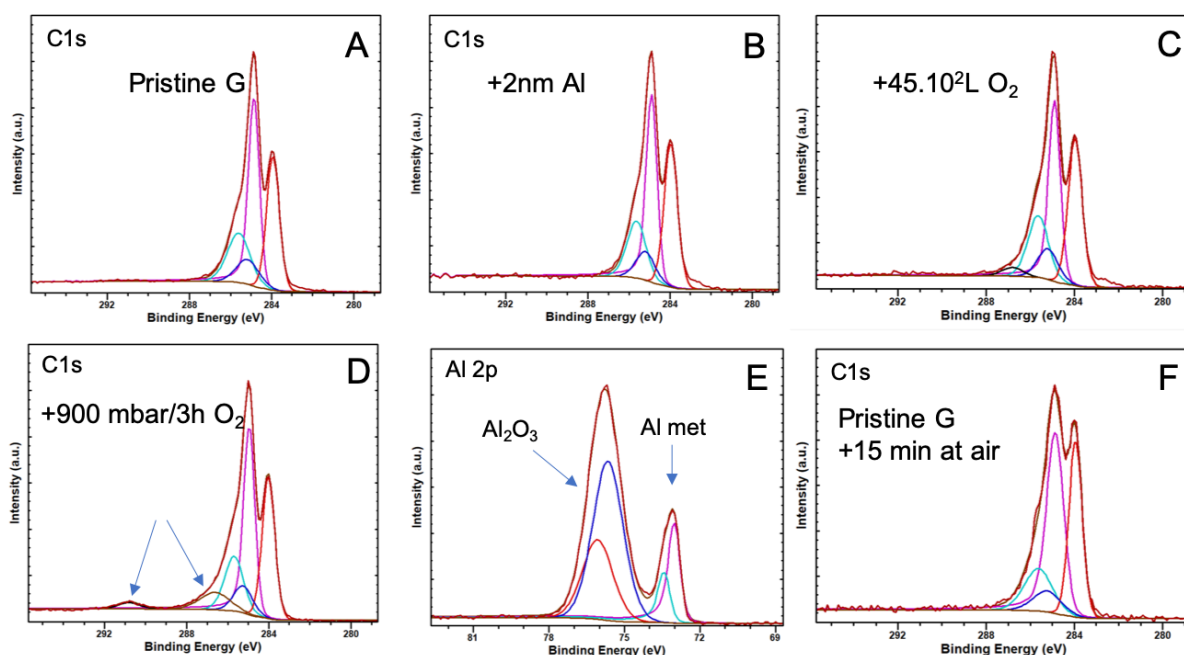 C1s
A
Pristine G
Intensity (a.u.)
292 288 284 280
Binding Energy (eV)
C1s
B
+2nm Al
Intensity (a.u.)
292 288 284 280
Binding Energy (eV)
C
+45.10²L O₂
Intensity (a.u.)
292 288 284 280
Binding Energy (eV)
C1s
D
+900 mbar/3h O₂
Intensity (a.u.)
292 288 284 280
Binding Energy (eV)
Al 2p
E
Al₂O₃
Al met
Intensity (a.u.)
81 78 75 72 69
Binding Energy (eV)
C1s
F
Pristine G
+15 min at air
Intensity (a.u.)
292 288 284 280
Binding Energy (eV)